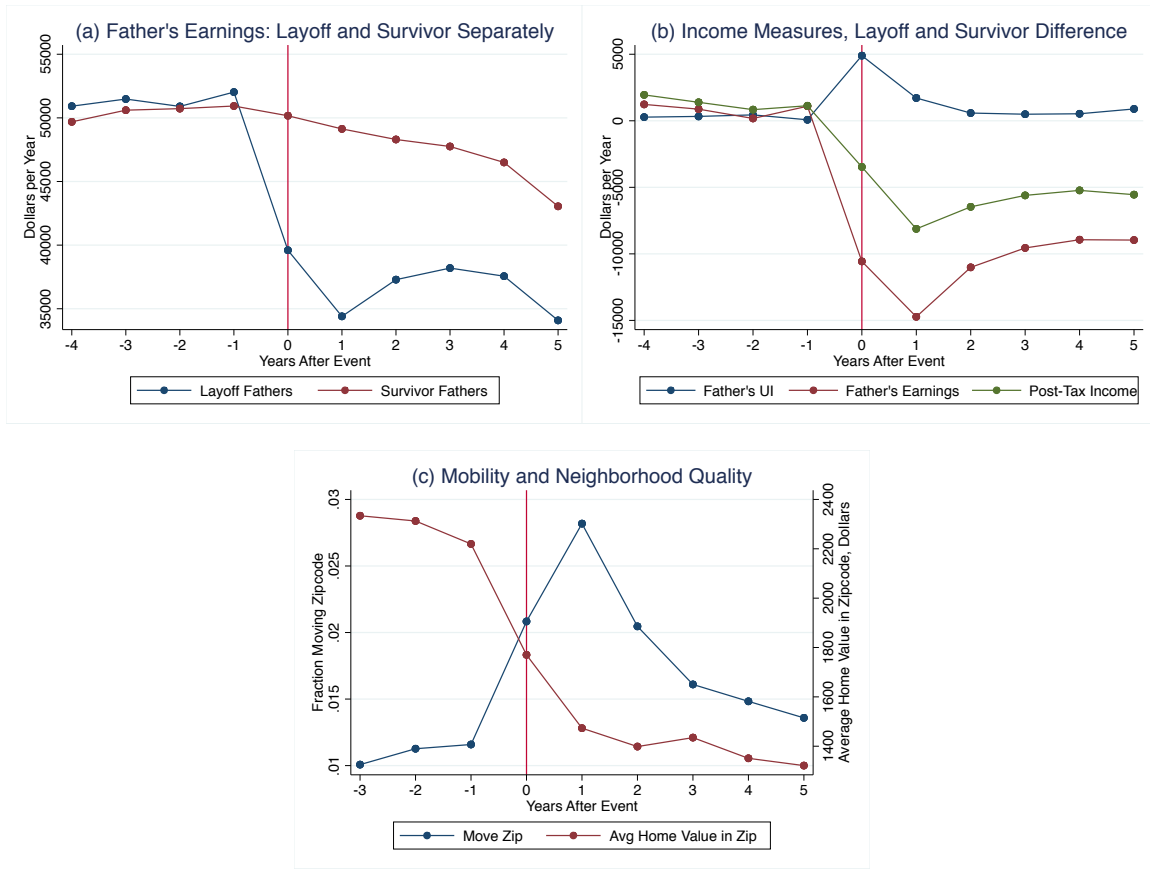 (a) Father's Earnings: Layoff and Survivor Separately
Dollars per Year
55000
50000
45000
40000
35000
-4 -3 -2 -1 0 1 2 3 4 5
Years After Event
Layoff Fathers Survivor Fathers
(b) Income Measures, Layoff and Survivor Difference
Dollars per Year
5000
0
-5000
-10000
-15000
-4 -3 -2 -1 0 1 2 3 4 5
Years After Event
Father's UI Father's Earnings Post-Tax Income
(c) Mobility and Neighborhood Quality
Fraction Moving Zipcode
.03
.025
.02
.015
.01
2400
2200
2000
1800
1600
1400
Average Home Value in Zipcode, Dollars
-3 -2 -1 0 1 2 3 4 5
Years After Event
Move Zip Avg Home Value in Zip